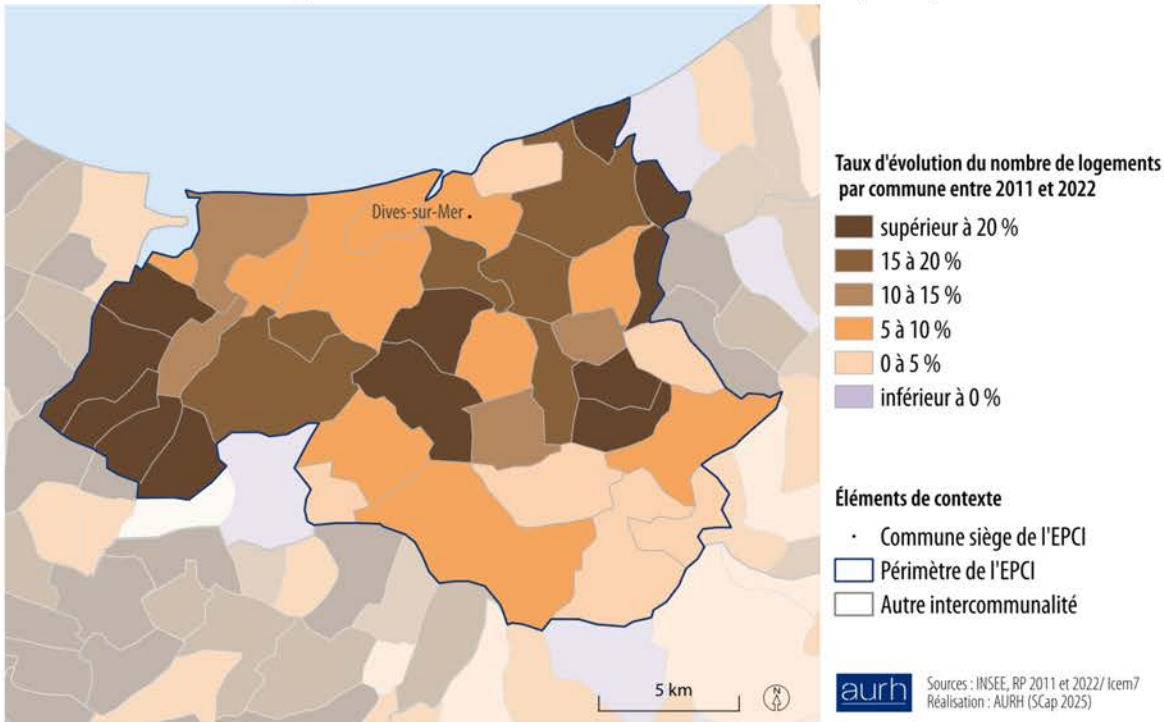 Dives-sur-Mer
5 km
N
Taux d'évolution du nombre de logements
par commune entre 2011 et 2022
supérieur à 20 %
15 à 20 %
10 à 15 %
5 à 10 %
0 à 5 %
inférieur à 0 %
Éléments de contexte
Commune siège de l'EPCI
Périmètre de l'EPCI
Autre intercommunalité
aurh
Sources : INSEE, RP 2011 et 2022/ Icem7
Réalisation : AURH (SCap 2025)